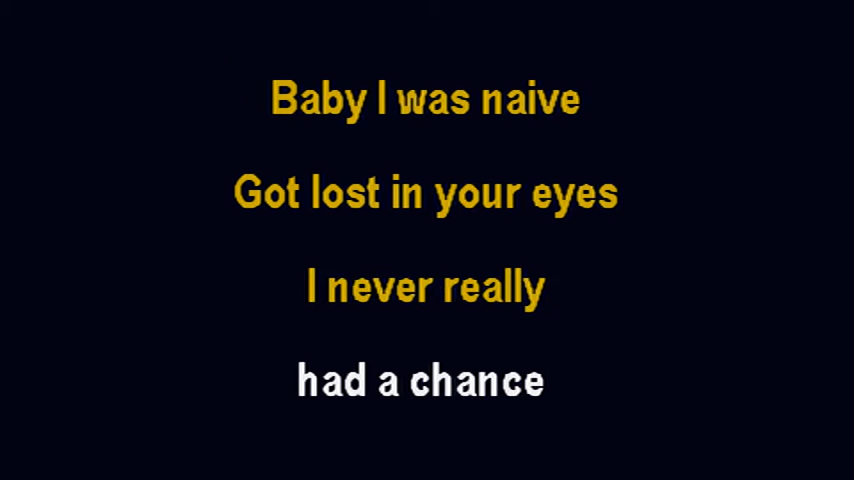 Baby I was naive
Got lost in your eyes
I never really
had a chance